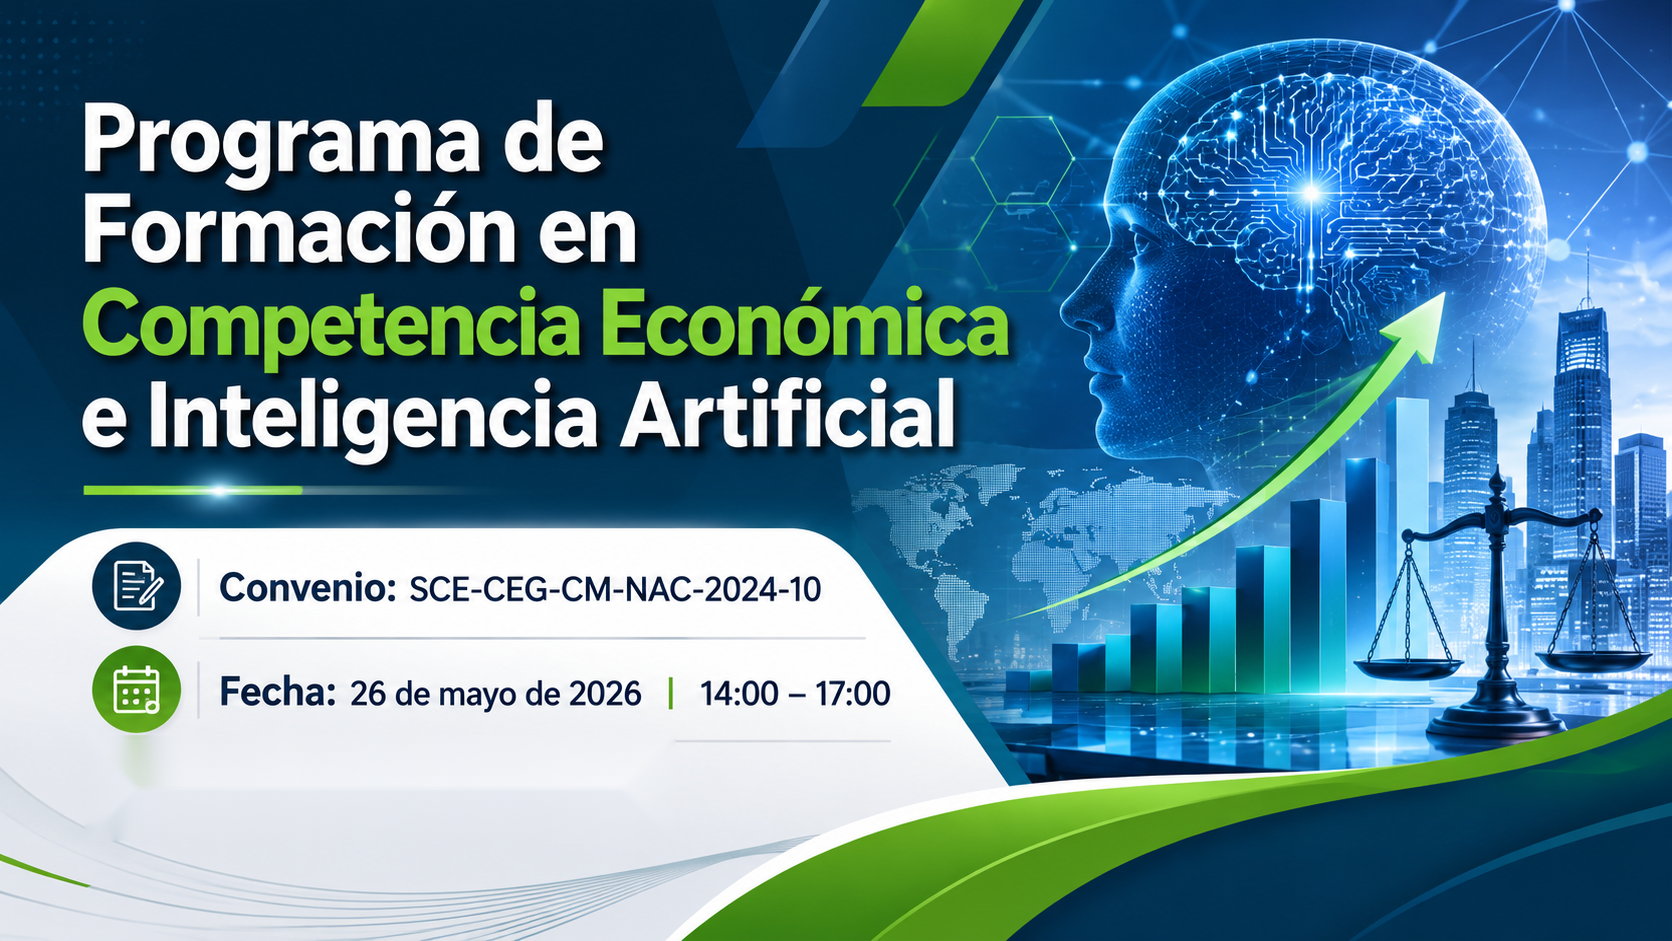 Programa de
Formación en
Competencia Económica
e Inteligencia Artificial
Convenio: SCE-CEG-CM-NAC-2024-10
Fecha: 26 de mayo de 2026 | 14:00 – 17:00